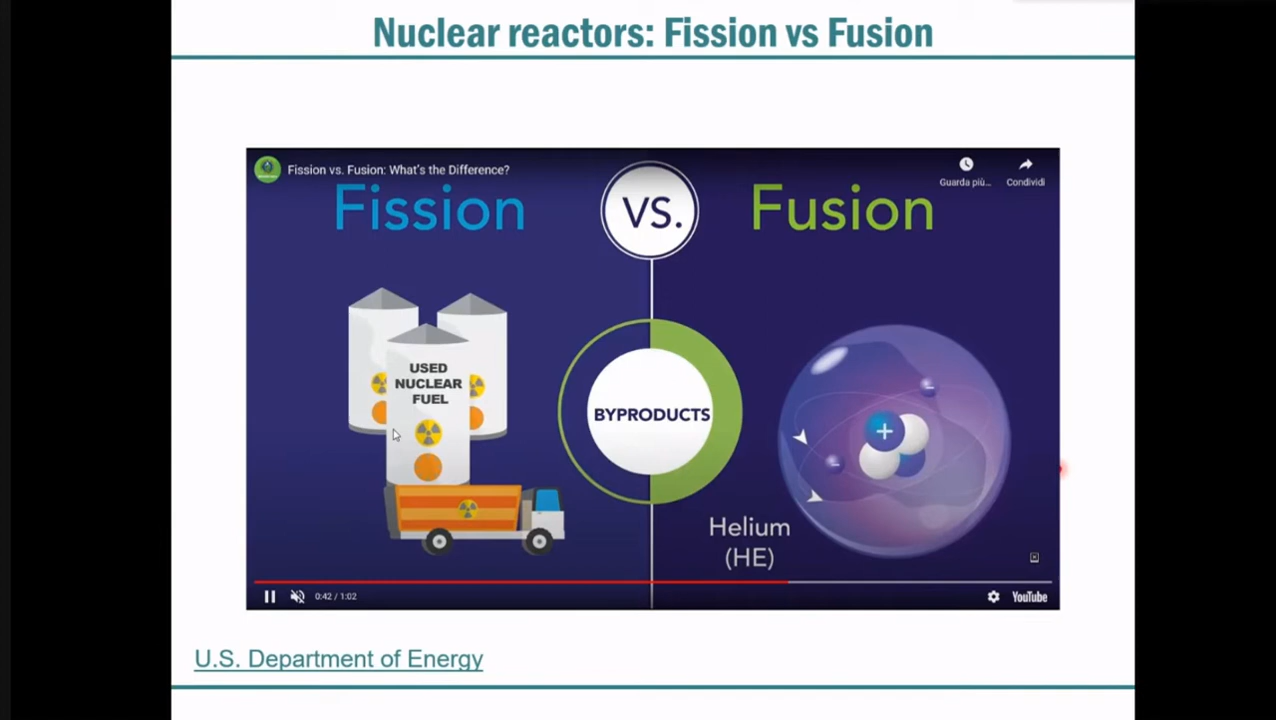 Nuclear reactors: Fission vs Fusion
Fission vs. Fusion: What's the Difference?
Guarda più...
Condividi
Fission
VS.
Fusion
USED
NUCLEAR
FUEL
BYPRODUCTS
+
-
-
Helium
(HE)
0:42 / 1:02
YouTube
U.S. Department of Energy